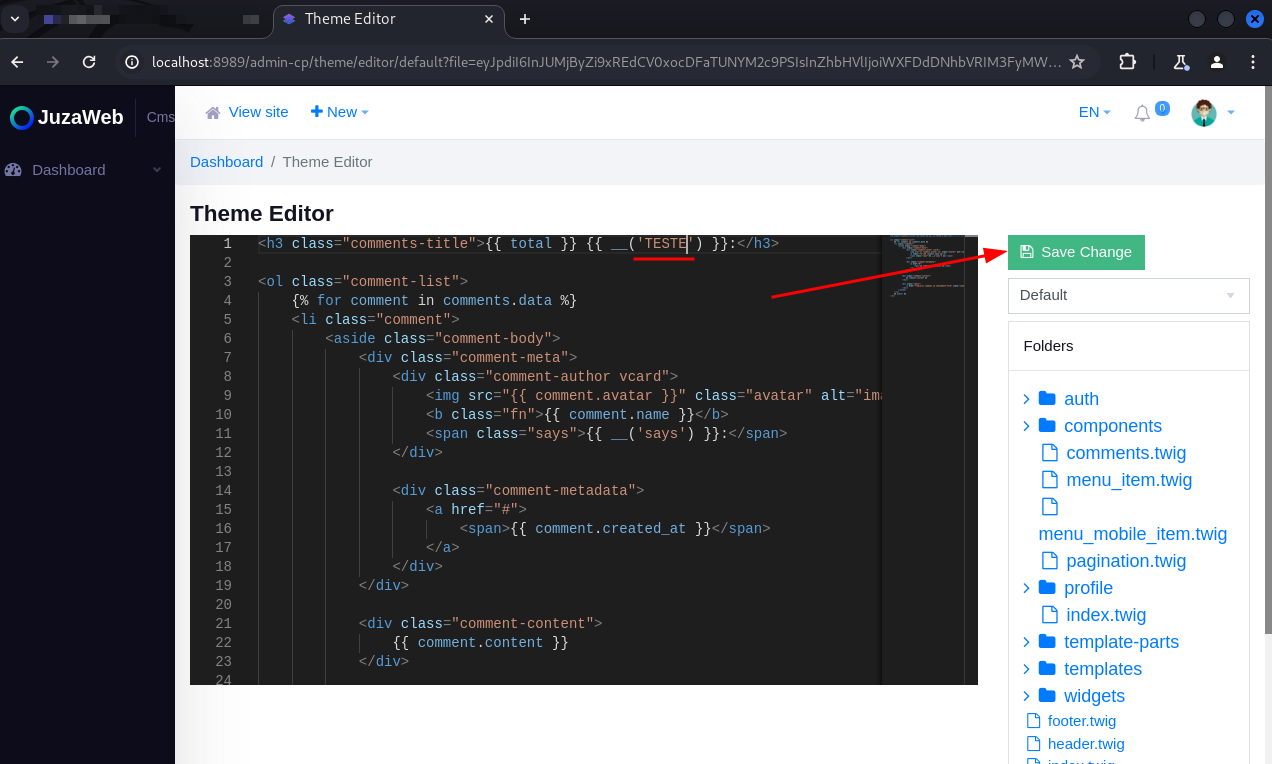 Theme Editor
localhost:8989/admin-cp/theme/editor/default?file=eyJpdiI6InJUMjByZi9xREdCV0xocDFaTUNYM2c9PSIsInZhbHVlIjoiWXFDdDNhbVRIM3FyMW...
JuzaWeb Cms
View site New EN 0
Dashboard
Dashboard / Theme Editor
Theme Editor
1 <h3 class="comments-title">{{ total }} {{ __('TESTE') }}:</h3>
2
3 <ol class="comment-list">
4 {% for comment in comments.data %}
5 <li class="comment">
6 <aside class="comment-body">
7 <div class="comment-meta">
8 <div class="comment-author vcard">
9 <img src="{{ comment.avatar }}" class="avatar" alt="ima
10 <b class="fn">{{ comment.name }}</b>
11 <span class="says">{{ __('says') }}:</span>
12 </div>
13
14 <div class="comment-metadata">
15 <a href="#">
16 <span>{{ comment.created_at }}</span>
17 </a>
18 </div>
19 </div>
20
21 <div class="comment-content">
22 {{ comment.content }}
23 </div>
24
Save Change
Default
Folders
auth
components
comments.twig
menu_item.twig
menu_mobile_item.twig
pagination.twig
profile
index.twig
template-parts
templates
widgets
footer.twig
header.twig
index.twig